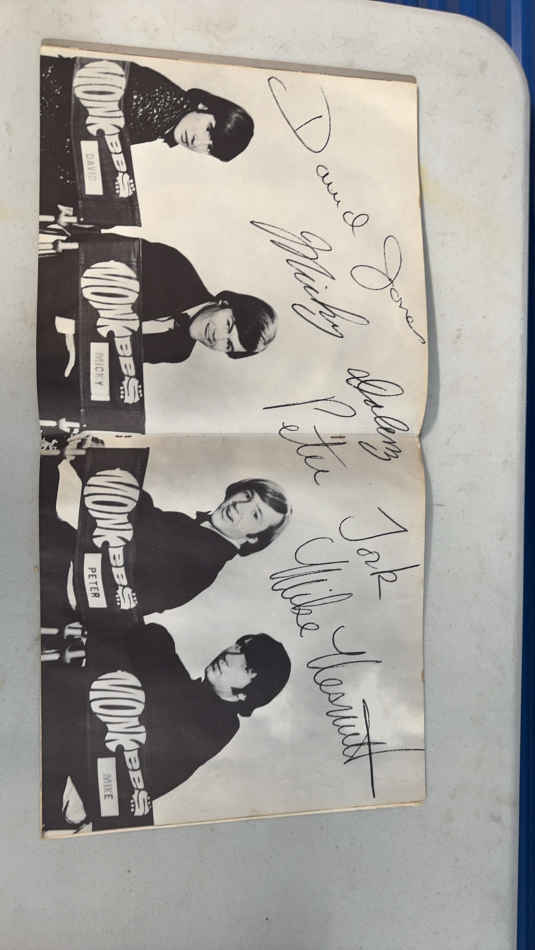 David Jones
Micky Dolenz
Peter Tork
Mike Nesmith
MONKEES
DAVID
MONKEES
MICKY
MONKEES
PETER
MONKEES
MIKE